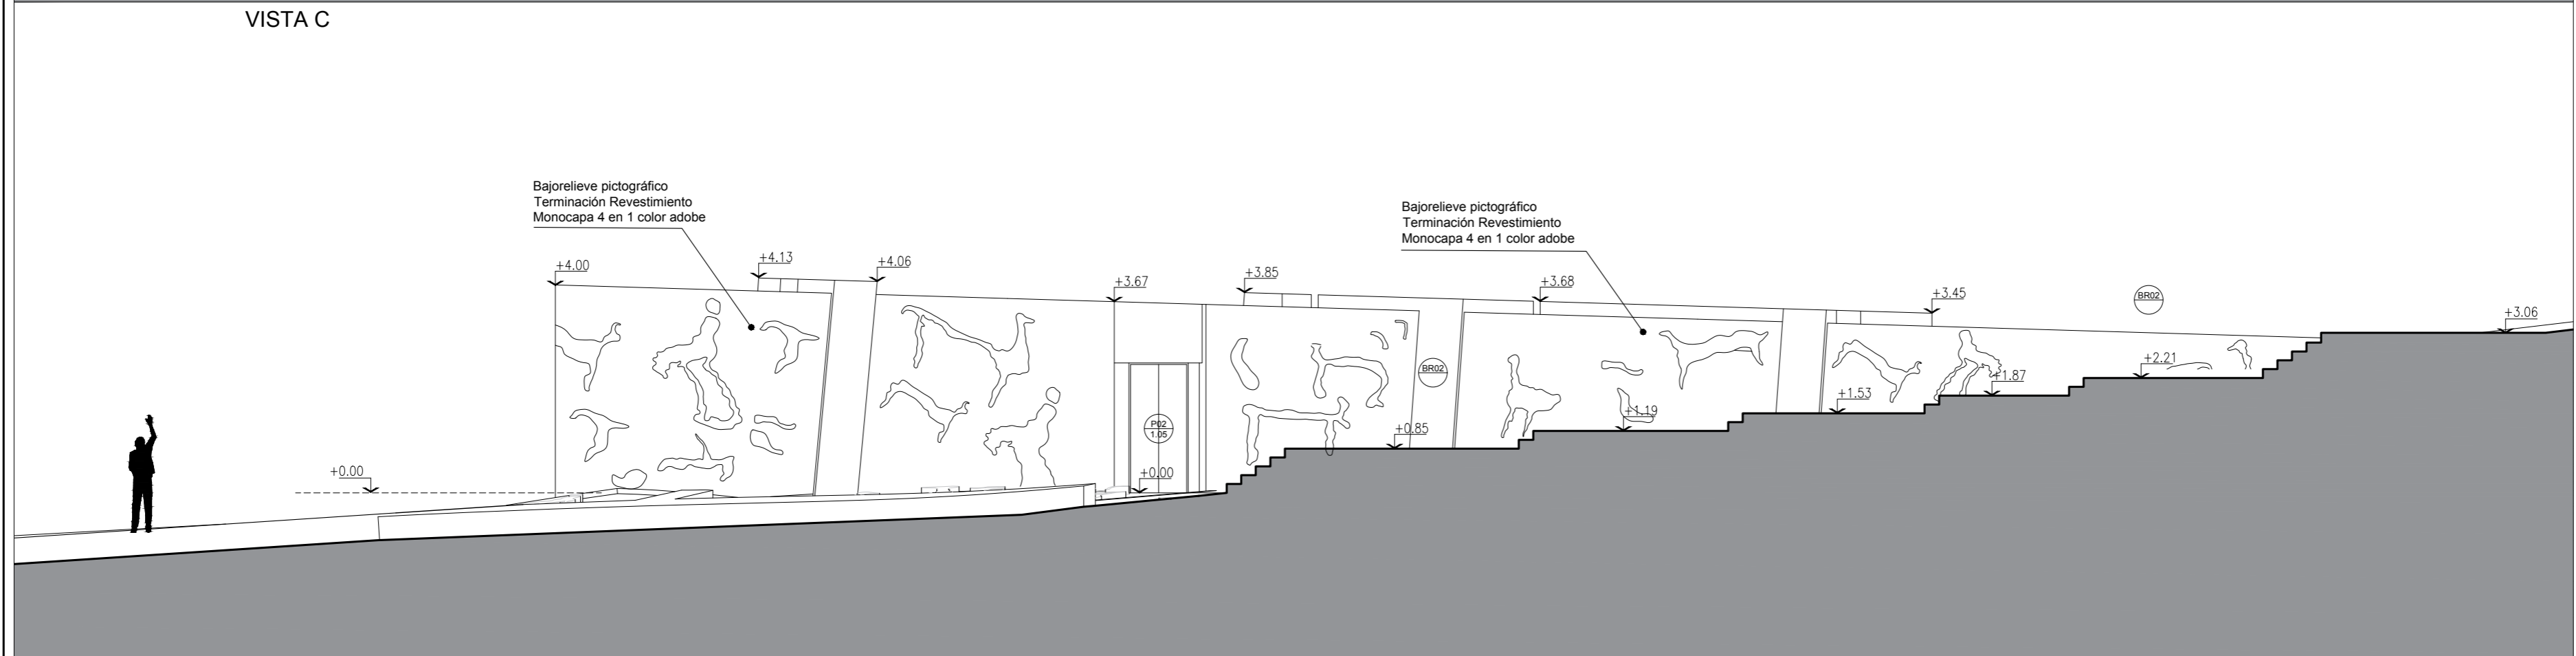 VISTA C
Bajorelieve pictográfico
Terminación Revestimiento
Monocapa 4 en 1 color adobe
Bajorelieve pictográfico
Terminación Revestimiento
Monocapa 4 en 1 color adobe
+4.00
+4.13
+4.06
+3.67
+3.85
+3.68
+3.45
BR02
+3.06
BR02
+2.21
+1.87
+1.53
+1.19
+0.85
P02
1.05
+0.00
+0.00